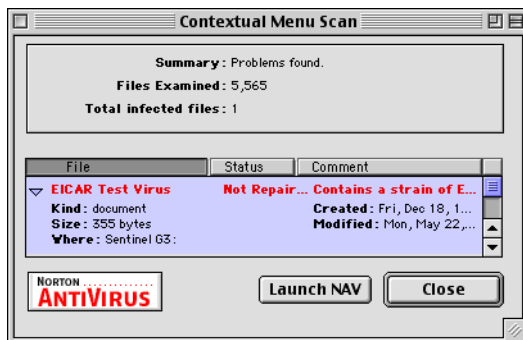 Contextual Menu Scan
Summary: Problems found.
Files Examined: 5,565
Total infected files: 1
File Status Comment
EICAR Test Virus Not Repair... Contains a strain of E...
Kind: document Created: Fri, Dec 18, 1...
Size: 355 bytes Modified: Mon, May 22,...
Where: Sentinel G3:
NORTON
ANTIVIRUS
Launch NAV Close